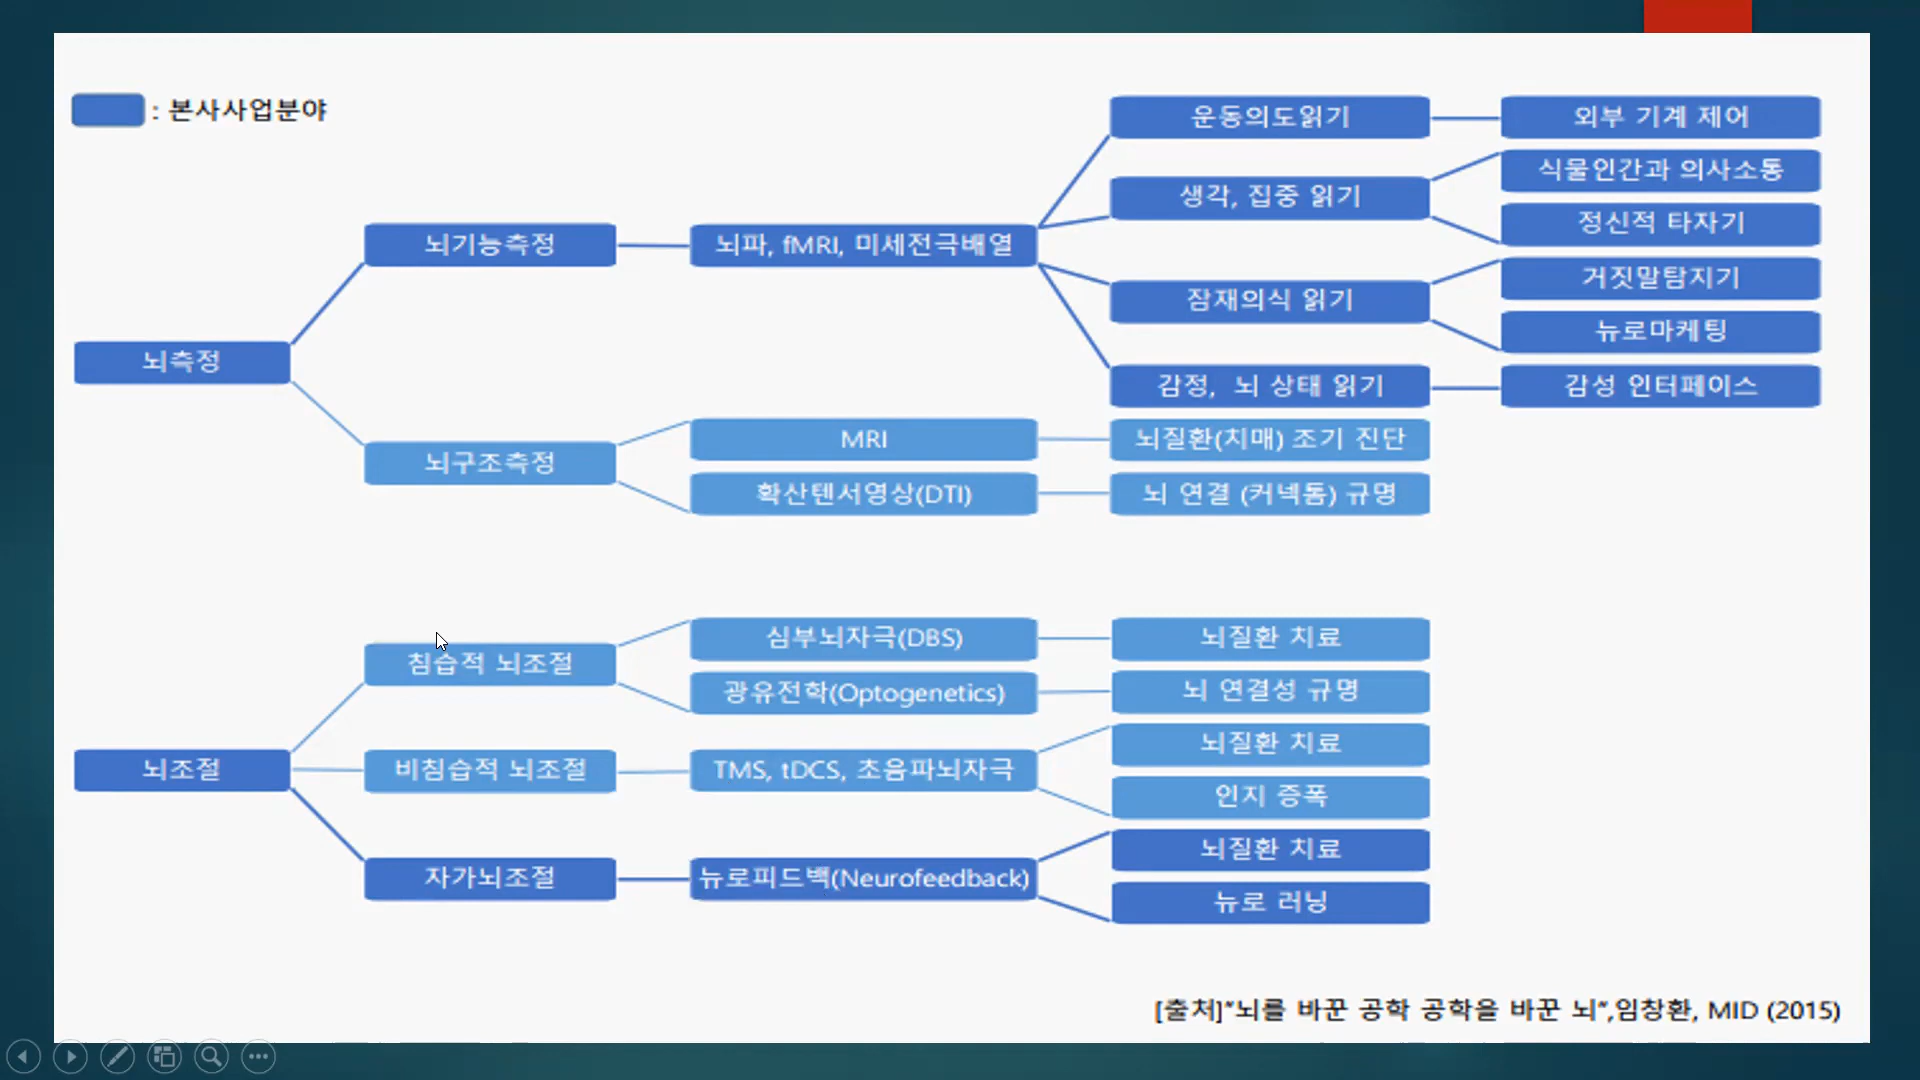 : 본사사업분야
뇌측정
뇌기능측정
뇌파, fMRI, 미세전극배열
운동의도읽기
외부 기계 제어
생각, 집중 읽기
식물인간과 의사소통
정신적 타자기
잠재의식 읽기
거짓말탐지기
뉴로마케팅
감정, 뇌 상태 읽기
감성 인터페이스
뇌구조측정
MRI
뇌질환(치매) 조기 진단
확산텐서영상(DTI)
뇌 연결 (커넥톰) 규명
뇌조절
침습적 뇌조절
심부뇌자극(DBS)
뇌질환 치료
광유전학(Optogenetics)
뇌 연결성 규명
비침습적 뇌조절
TMS, tDCS, 초음파뇌자극
뇌질환 치료
인지 증폭
자가뇌조절
뉴로피드백(Neurofeedback)
뇌질환 치료
뉴로 러닝
[출처]"뇌를 바꾼 공학 공학을 바꾼 뇌",임창환, MID (2015)